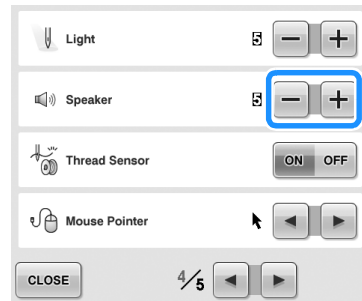 Light 5 − +
Speaker 5 − +
Thread Sensor ON OFF
Mouse Pointer
CLOSE 4/5